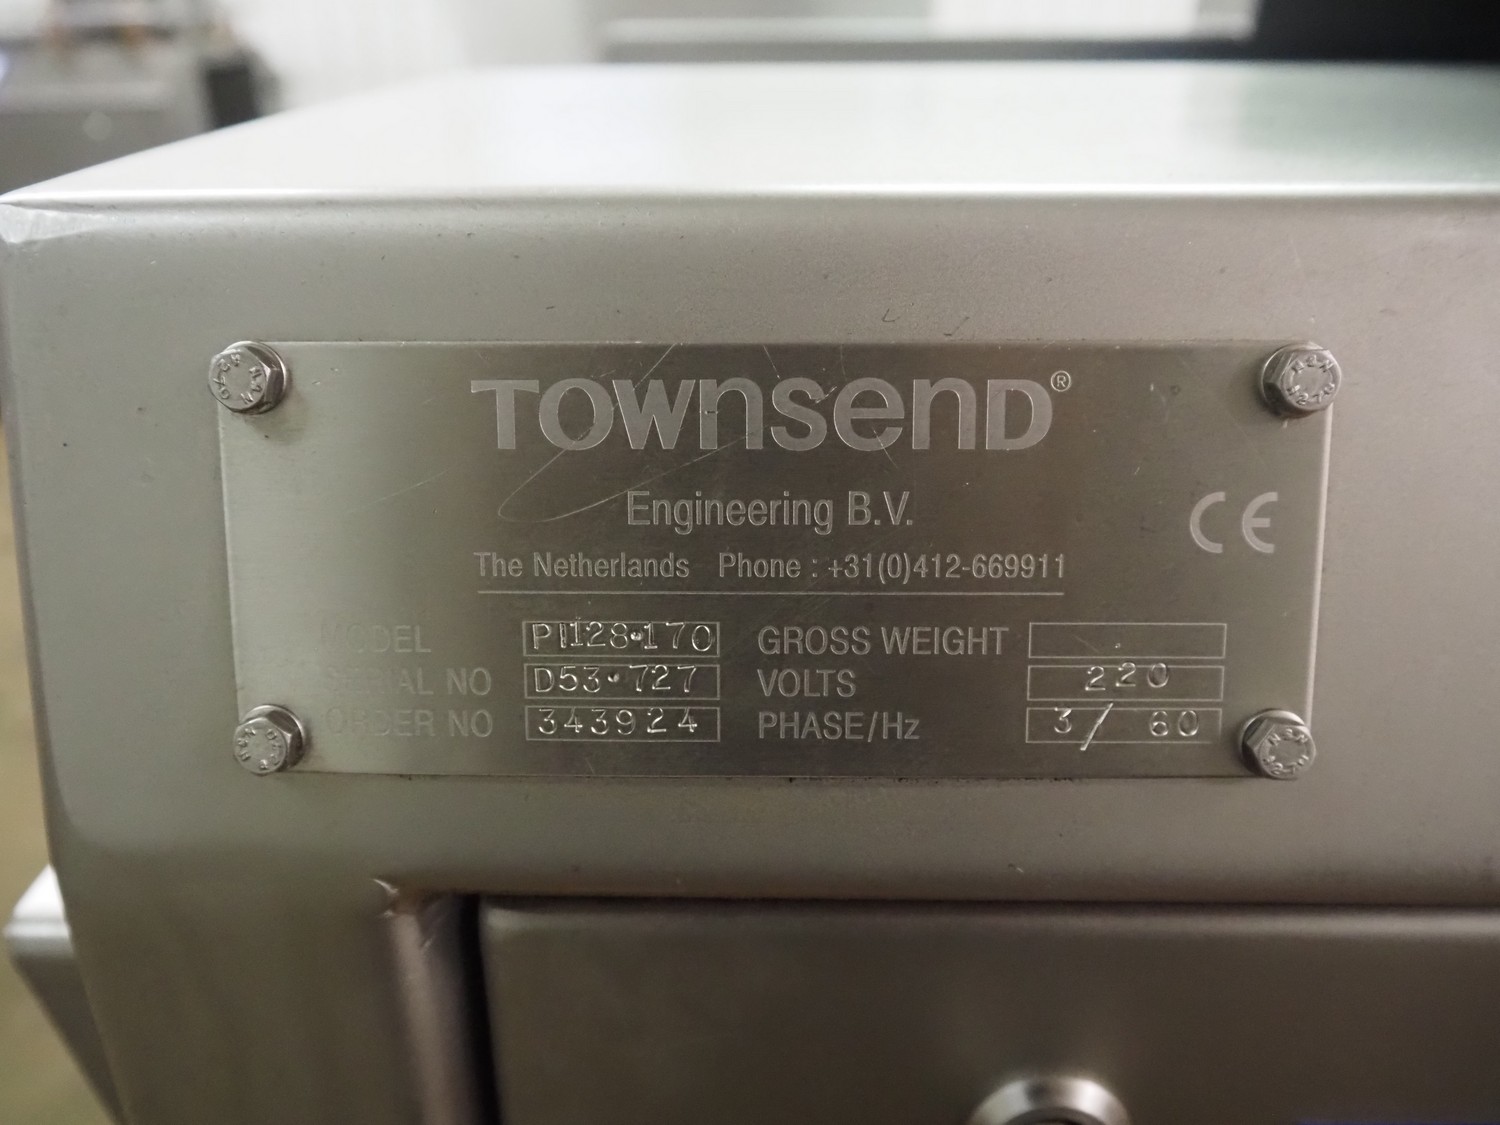 TOWNSEND®
Engineering B.V.
CE
The Netherlands Phone : +31(0)412-669911
MODEL PI128-170 GROSS WEIGHT
SERIAL NO D53-727 VOLTS 220
ORDER NO 343924 PHASE/Hz 3/ 60